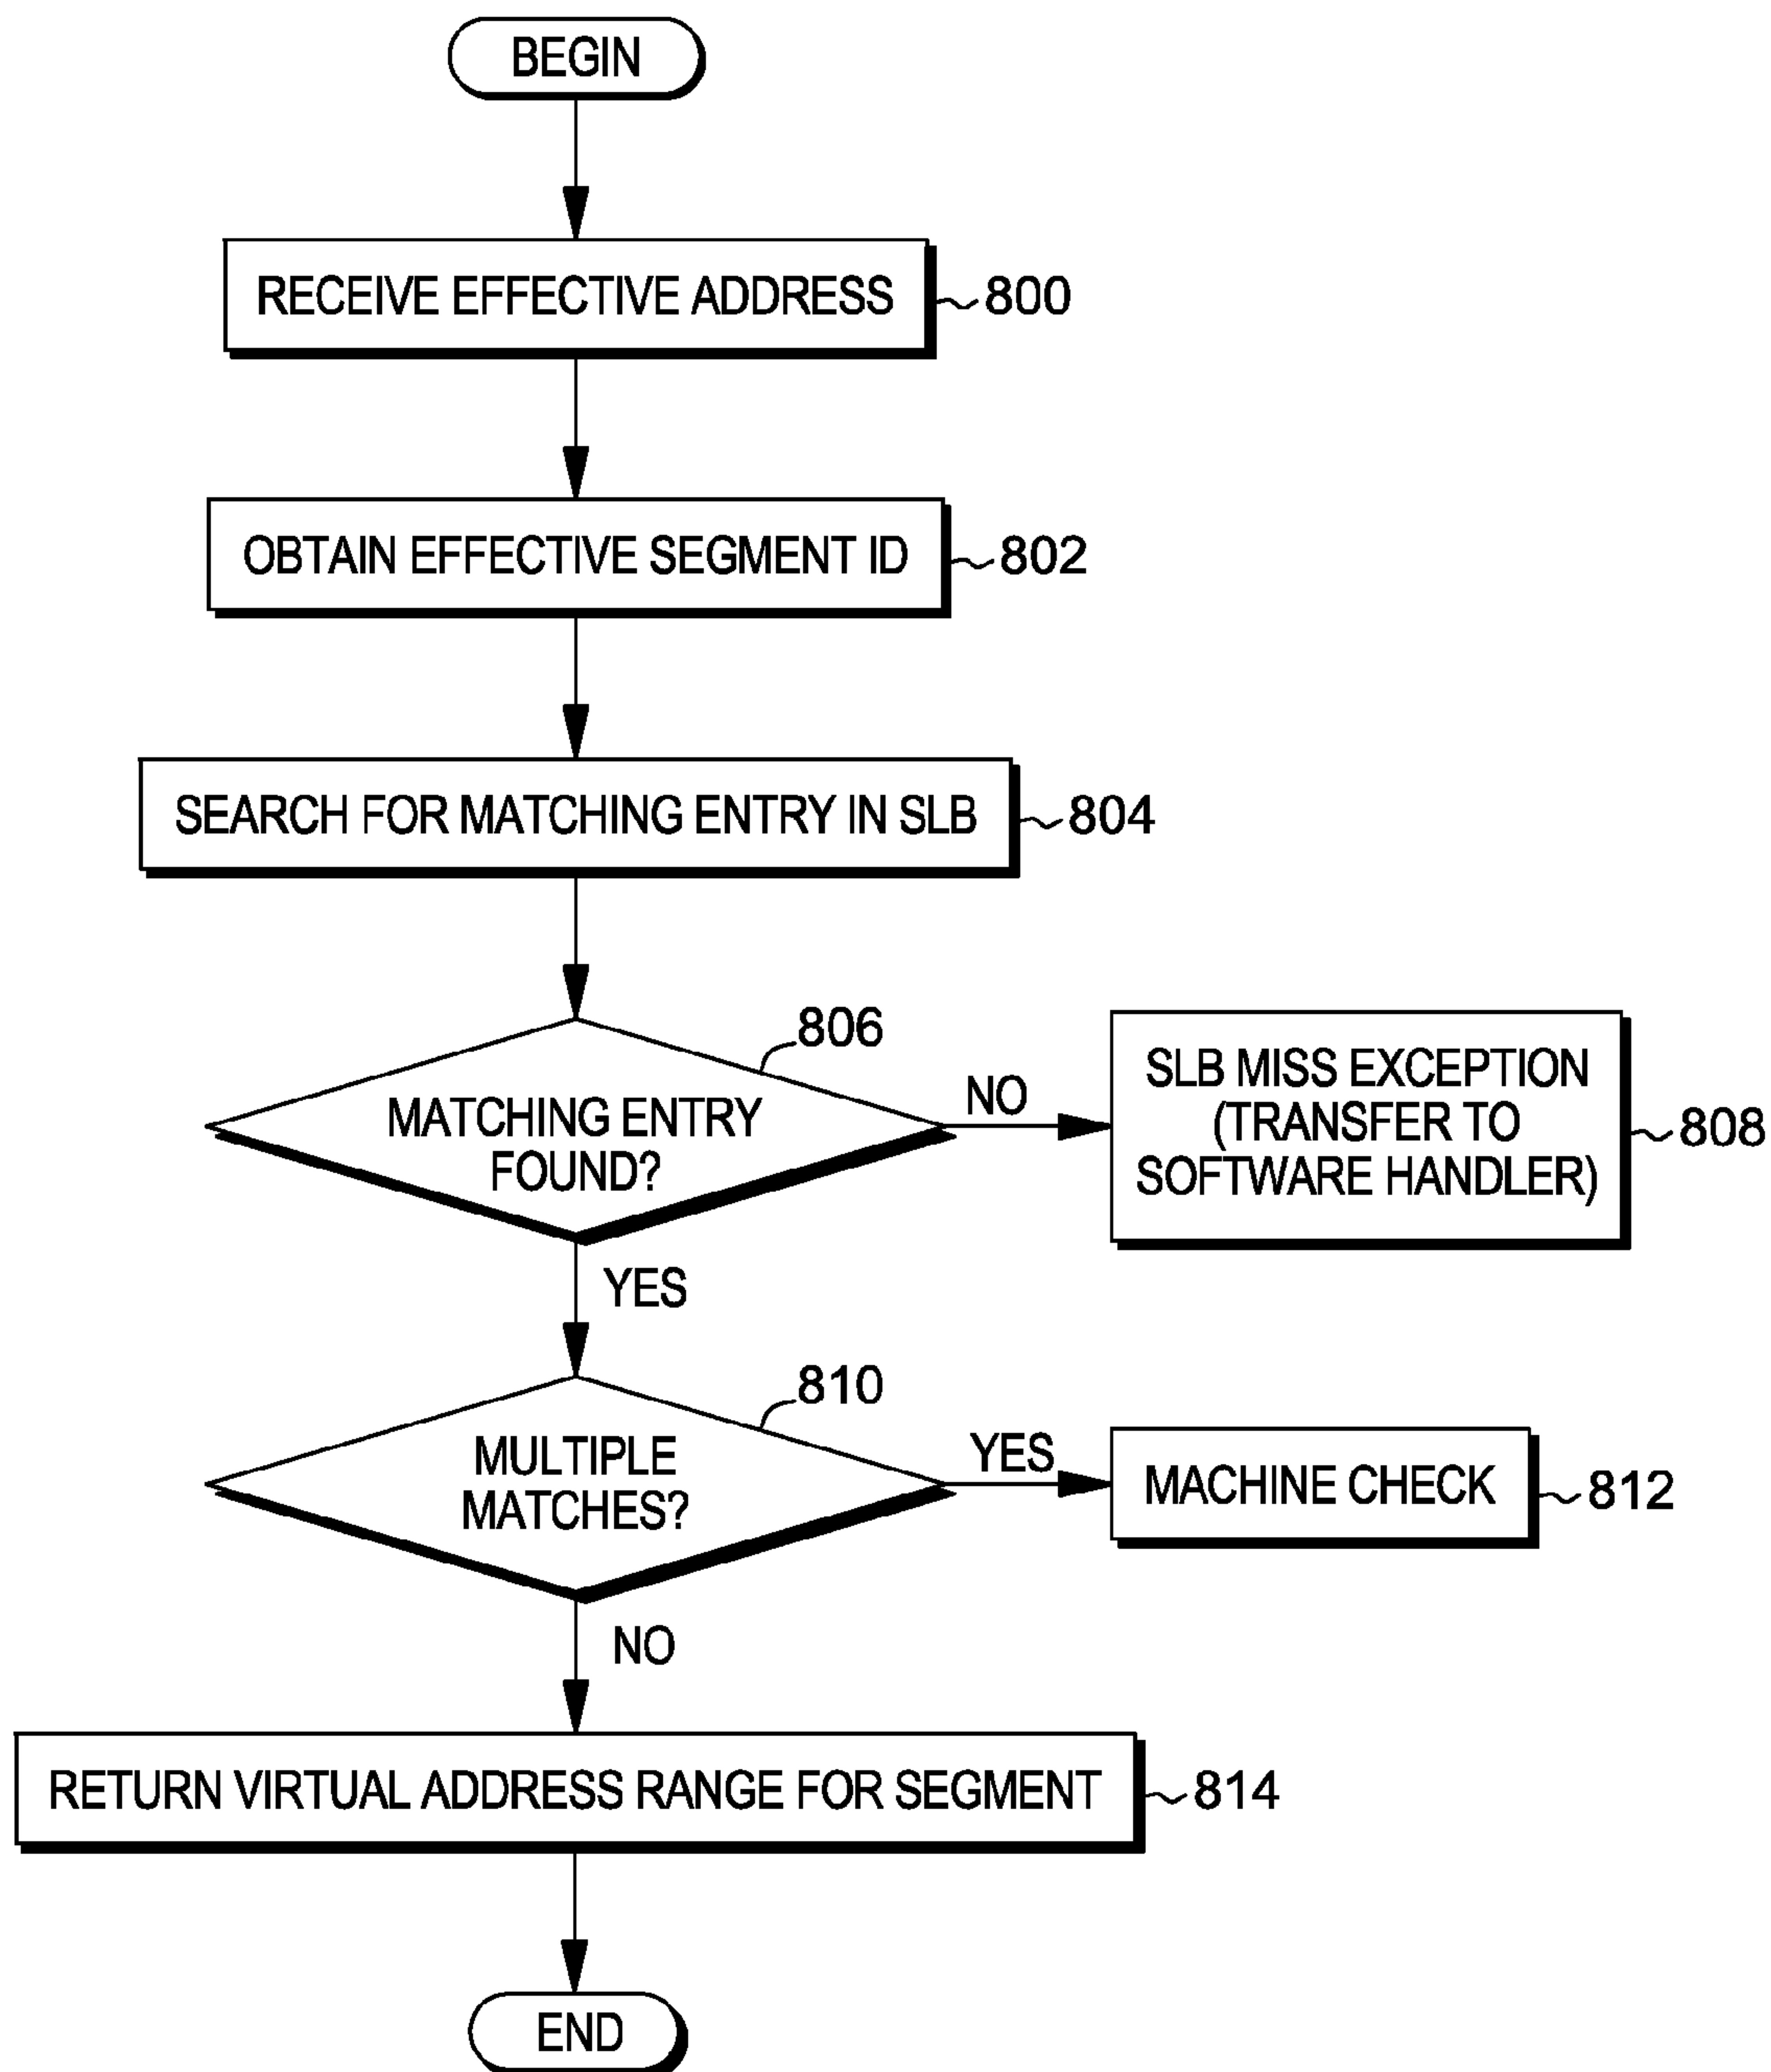 BEGIN
RECEIVE EFFECTIVE ADDRESS
800
OBTAIN EFFECTIVE SEGMENT ID
802
SEARCH FOR MATCHING ENTRY IN SLB
804
806
MATCHING ENTRY
FOUND?
NO
SLB MISS EXCEPTION
(TRANSFER TO
SOFTWARE HANDLER)
808
YES
810
MULTIPLE
MATCHES?
YES
MACHINE CHECK
812
NO
RETURN VIRTUAL ADDRESS RANGE FOR SEGMENT
814
END